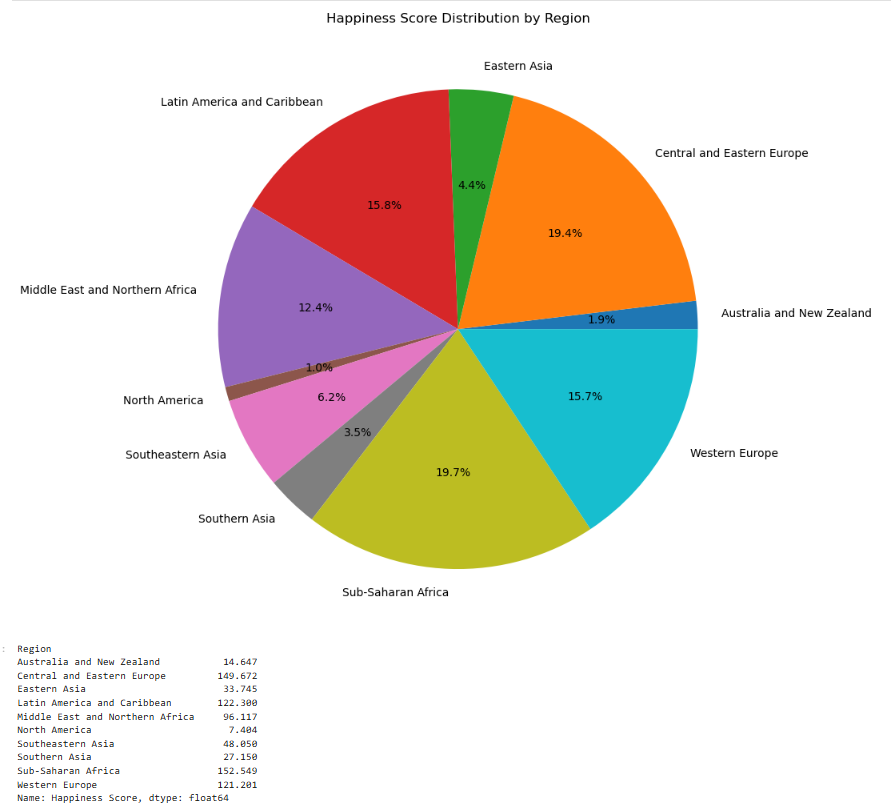 Happiness Score Distribution by Region
Eastern Asia
Latin America and Caribbean
Central and Eastern Europe
4.4%
15.8%
19.4%
Middle East and Northern Africa
12.4%
Australia and New Zealand
1.9%
1.0%
North America
6.2%
15.7%
3.5%
Southeastern Asia
Western Europe
19.7%
Southern Asia
Sub-Saharan Africa
: Region
Australia and New Zealand 14.647
Central and Eastern Europe 149.672
Eastern Asia 33.745
Latin America and Caribbean 122.300
Middle East and Northern Africa 96.117
North America 7.404
Southeastern Asia 48.050
Southern Asia 27.150
Sub-Saharan Africa 152.549
Western Europe 121.201
Name: Happiness Score, dtype: float64